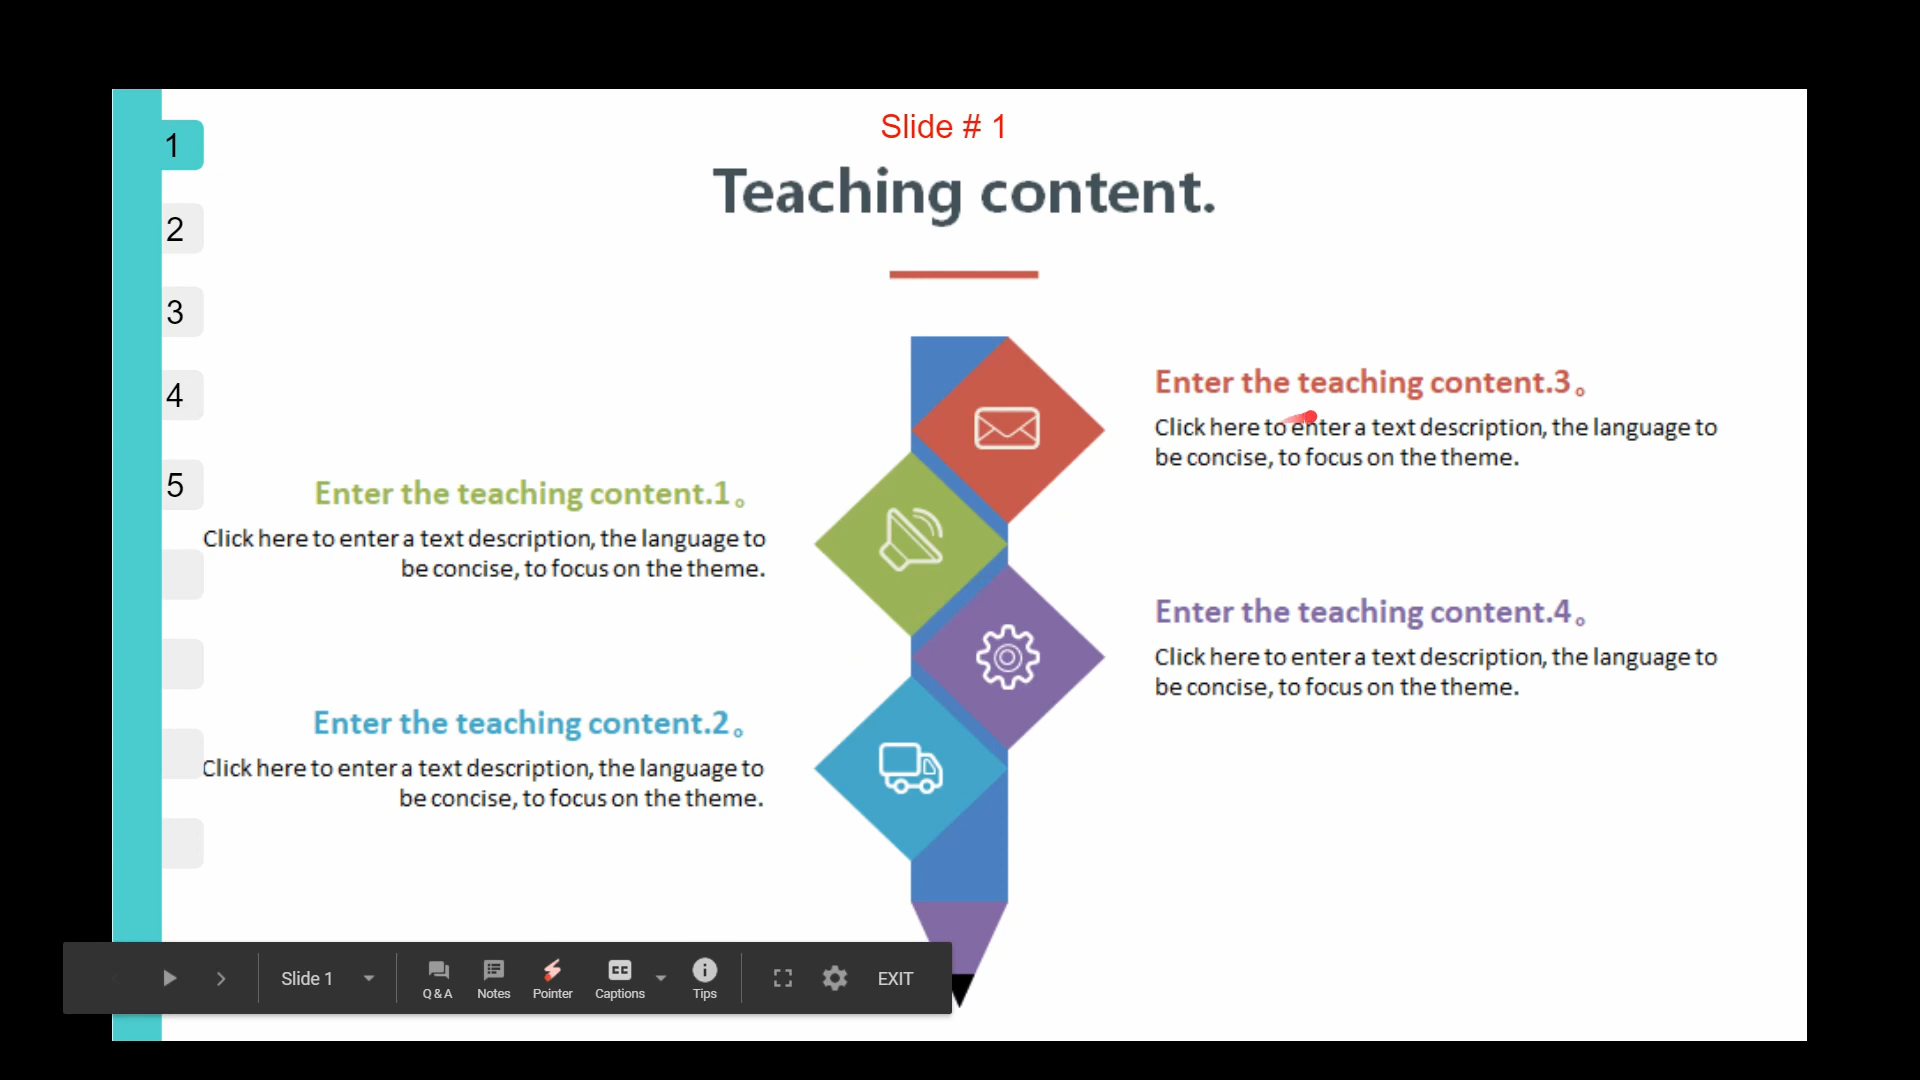 Slide # 1
Teaching content.
1
2
3
4
5
Enter the teaching content.3。
Click here to enter a text description, the language to
be concise, to focus on the theme.
Enter the teaching content.1。
Click here to enter a text description, the language to
be concise, to focus on the theme.
Enter the teaching content.4。
Click here to enter a text description, the language to
be concise, to focus on the theme.
Enter the teaching content.2。
Click here to enter a text description, the language to
be concise, to focus on the theme.
Slide 1
Q & A
Notes
Pointer
CC
Captions
Tips
EXIT